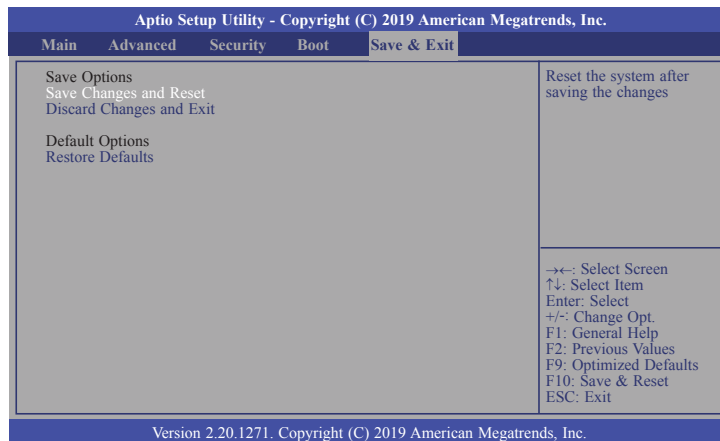 Aptio Setup Utility - Copyright (C) 2019 American Megatrends, Inc.
Main Advanced Security Boot Save & Exit
Save Options
Save Changes and Reset
Discard Changes and Exit
Default Options
Restore Defaults
Reset the system after
saving the changes
→←: Select Screen
↑↓: Select Item
Enter: Select
+/-: Change Opt.
F1: General Help
F2: Previous Values
F9: Optimized Defaults
F10: Save & Reset
ESC: Exit
Version 2.20.1271. Copyright (C) 2019 American Megatrends, Inc.